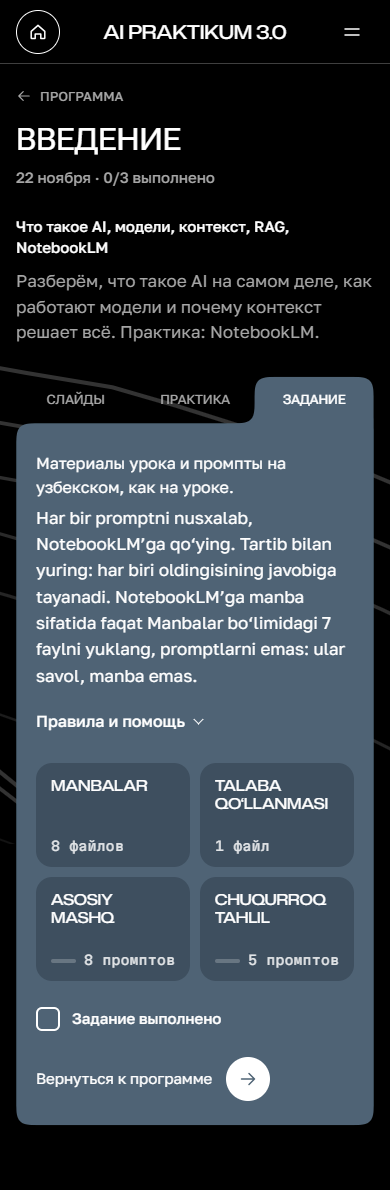 AI PRAKTIKUM 3.0
ПРОГРАММА
ВВЕДЕНИЕ
22 ноября · 0/3 выполнено
Что такое AI, модели, контекст, RAG,
NotebookLM
Разберём, что такое AI на самом деле, как
работают модели и почему контекст
решает всё. Практика: NotebookLM.
СЛАЙДЫ
ПРАКТИКА
ЗАДАНИЕ
Материалы урока и промпты на
узбекском, как на уроке.
Har bir promptni nusxalab,
NotebookLM’ga qo‘ying. Tartib bilan
yuring: har biri oldingisining javobiga
tayanadi. NotebookLM’ga manba
sifatida faqat Manbalar bo‘limidagi 7
faylni yuklang, promptlarni emas: ular
savol, manba emas.
Правила и помощь
MANBALAR
8 файлов
TALABA
QO‘LLANMASI
1 файл
ASOSIY
MASHQ
8 промптов
CHUQURROQ
TAHLIL
5 промптов
Задание выполнено
Вернуться к программе